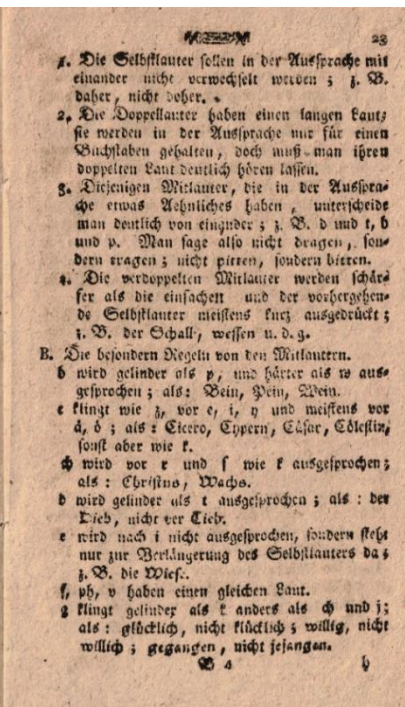 23
1. Die Selbstlauter sollen in der Aussprache mit
einander nicht verwechselt werden; z. B.
daher, nicht doher.
2. Die Doppellauter haben einen langen Laut;
sie werden in der Aussprache nur für einen
Buchstaben gehalten, doch muß man ihren
doppelten Laut deutlich hören lassen.
3. Diejenigen Mitlauter, die in der Ausspra-
che etwas Aehnliches haben, unterscheide
man deutlich von einander; z. B. d und t, b
und p. Man sage also nicht dragen, son-
dern tragen; nicht pitten, sondern bitten.
4. Die verdoppelten Mitlauter werden schär-
fer als die einfachen und der vorhergehen-
de Selbstlauter meistens kurz ausgedrückt;
z. B. der Schall, wessen u. d. g.
B. Die besondern Regeln von den Mitlautern.
b wird gelinder als p, und härter als w aus-
gesprochen; als: Bein, Pein, Wein.
c klingt wie z, vor e, i, y und meistens vor
ä, ö; als: Cicero, Cypern, Cäsar, Cölestin,
sonst aber wie k.
ch wird vor r und s wie k ausgesprochen;
als: Christus, Wachs.
d wird gelinder als t ausgesprochen; als: der
Dieb, nicht ter Tieb.
e wird nach i nicht ausgesprochen, sondern steht
nur zur Verlängerung des Selbstlauters da;
z. B. die Wiese.
f, ph, v haben einen gleichen Laut.
g klingt gelinder als k anders als ch und j;
als: glücklich, nicht klücklich; willig, nicht
willich; gegangen, nicht jejangen.
B 4 h